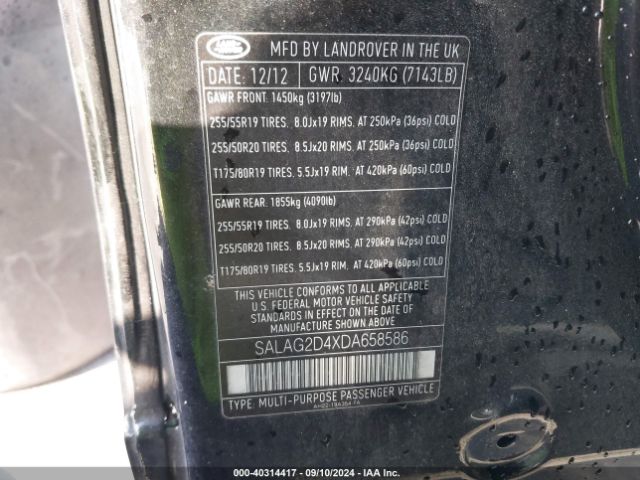 LAND ROVER
MFD BY LANDROVER IN THE UK
DATE: 12/12 GWR: 3240KG (7143LB)
GAWR FRONT: 1450kg (3197lb)
255/55R19 TIRES. 8.0Jx19 RIMS. AT 250kPa (36psi) COLD
255/50R20 TIRES. 8.5Jx20 RIMS. AT 250kPa (36psi) COLD
T175/80R19 TIRES. 5.5Jx19 RIM. AT 420kPa (60psi) COLD
GAWR REAR: 1855kg (4090lb)
255/55R19 TIRES. 8.0Jx19 RIMS. AT 290kPa (42psi) COLD
255/50R20 TIRES. 8.5Jx20 RIMS. AT 290kPa (42psi) COLD
T175/80R19 TIRES. 5.5Jx19 RIM. AT 420kPa (60psi) COLD
THIS VEHICLE CONFORMS TO ALL APPLICABLE
U.S. FEDERAL MOTOR VEHICLE SAFETY
STANDARDS IN EFFECT ON THE DATE
OF MANUFACTURE SHOWN ABOVE.
SALAG2D4XDA658586
TYPE: MULTI-PURPOSE PASSENGER VEHICLE
000-40314417 - 09/10/2024 - IAA Inc.